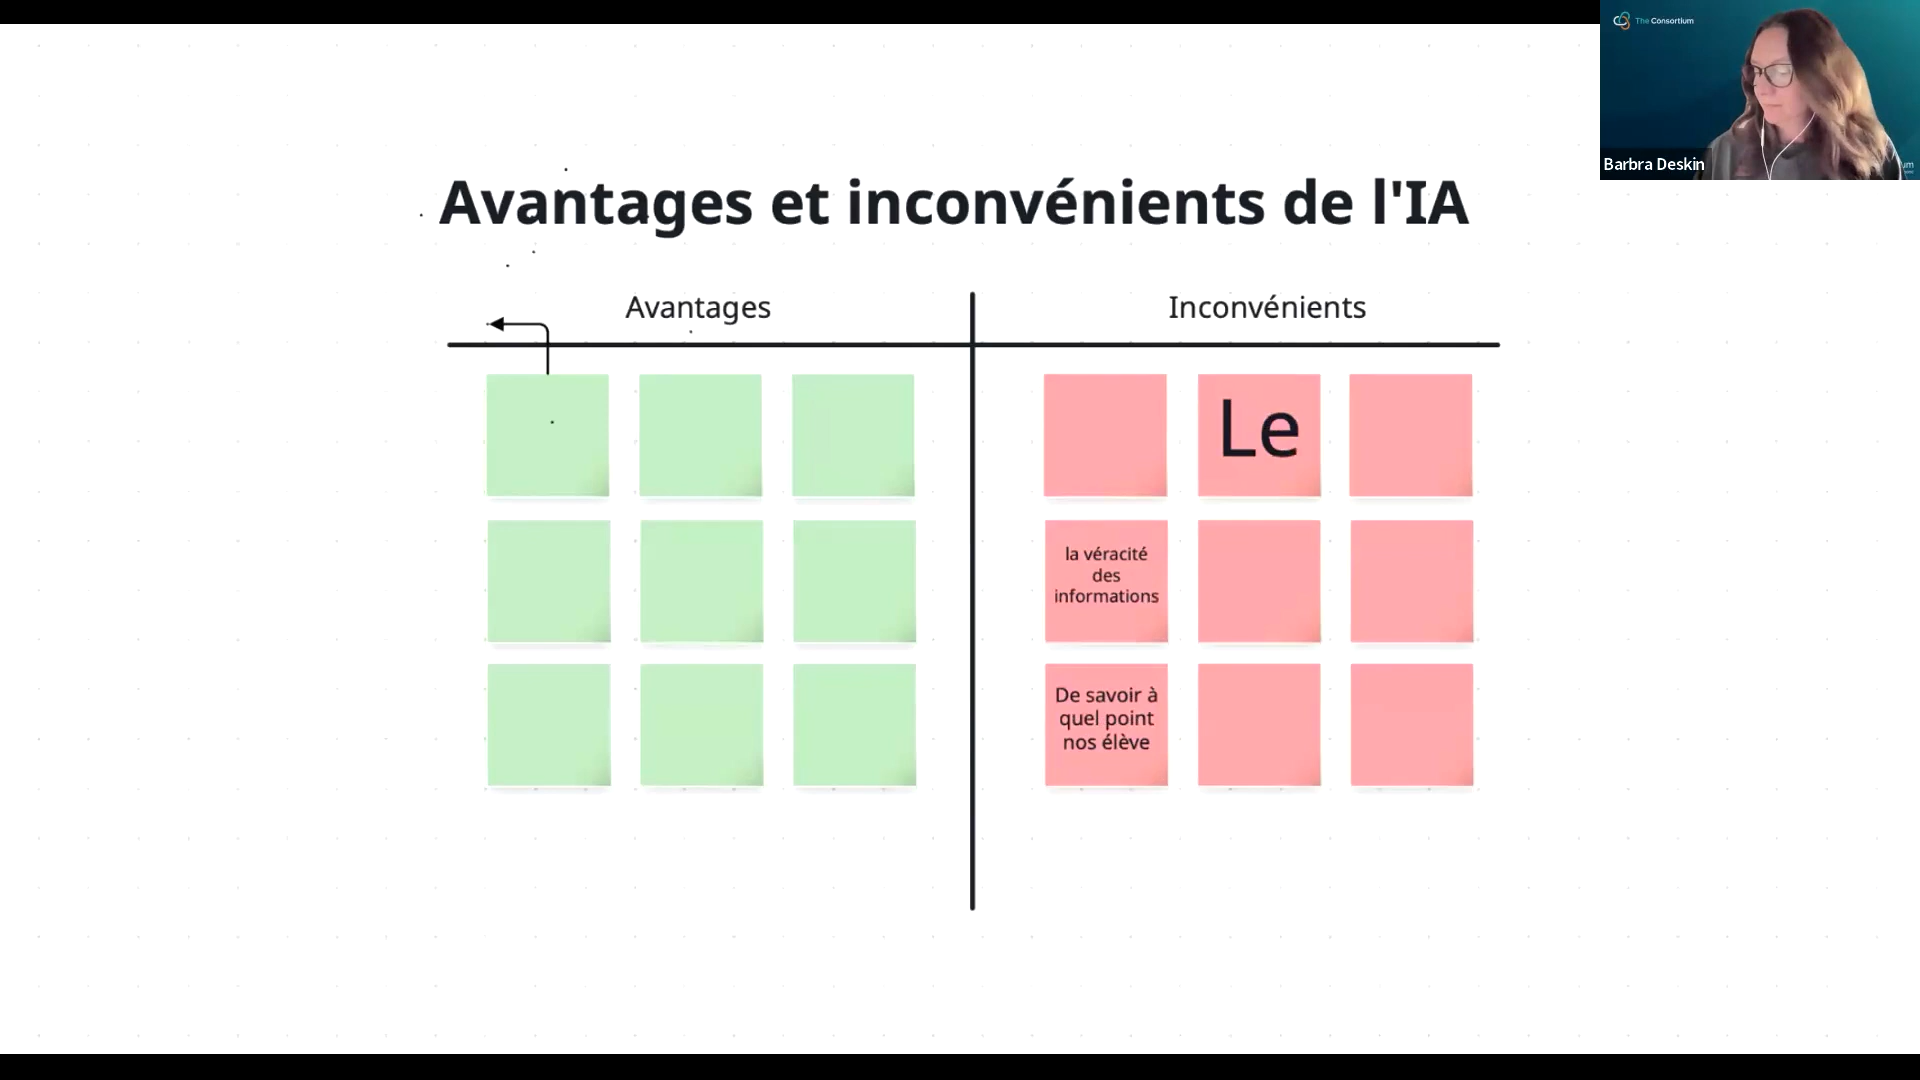 The Consortium
Barbra Deskin
um
Avantages et inconvénients de l'IA
Avantages
Inconvénients
Le
la véracité
des
informations
De savoir à
quel point
nos élève